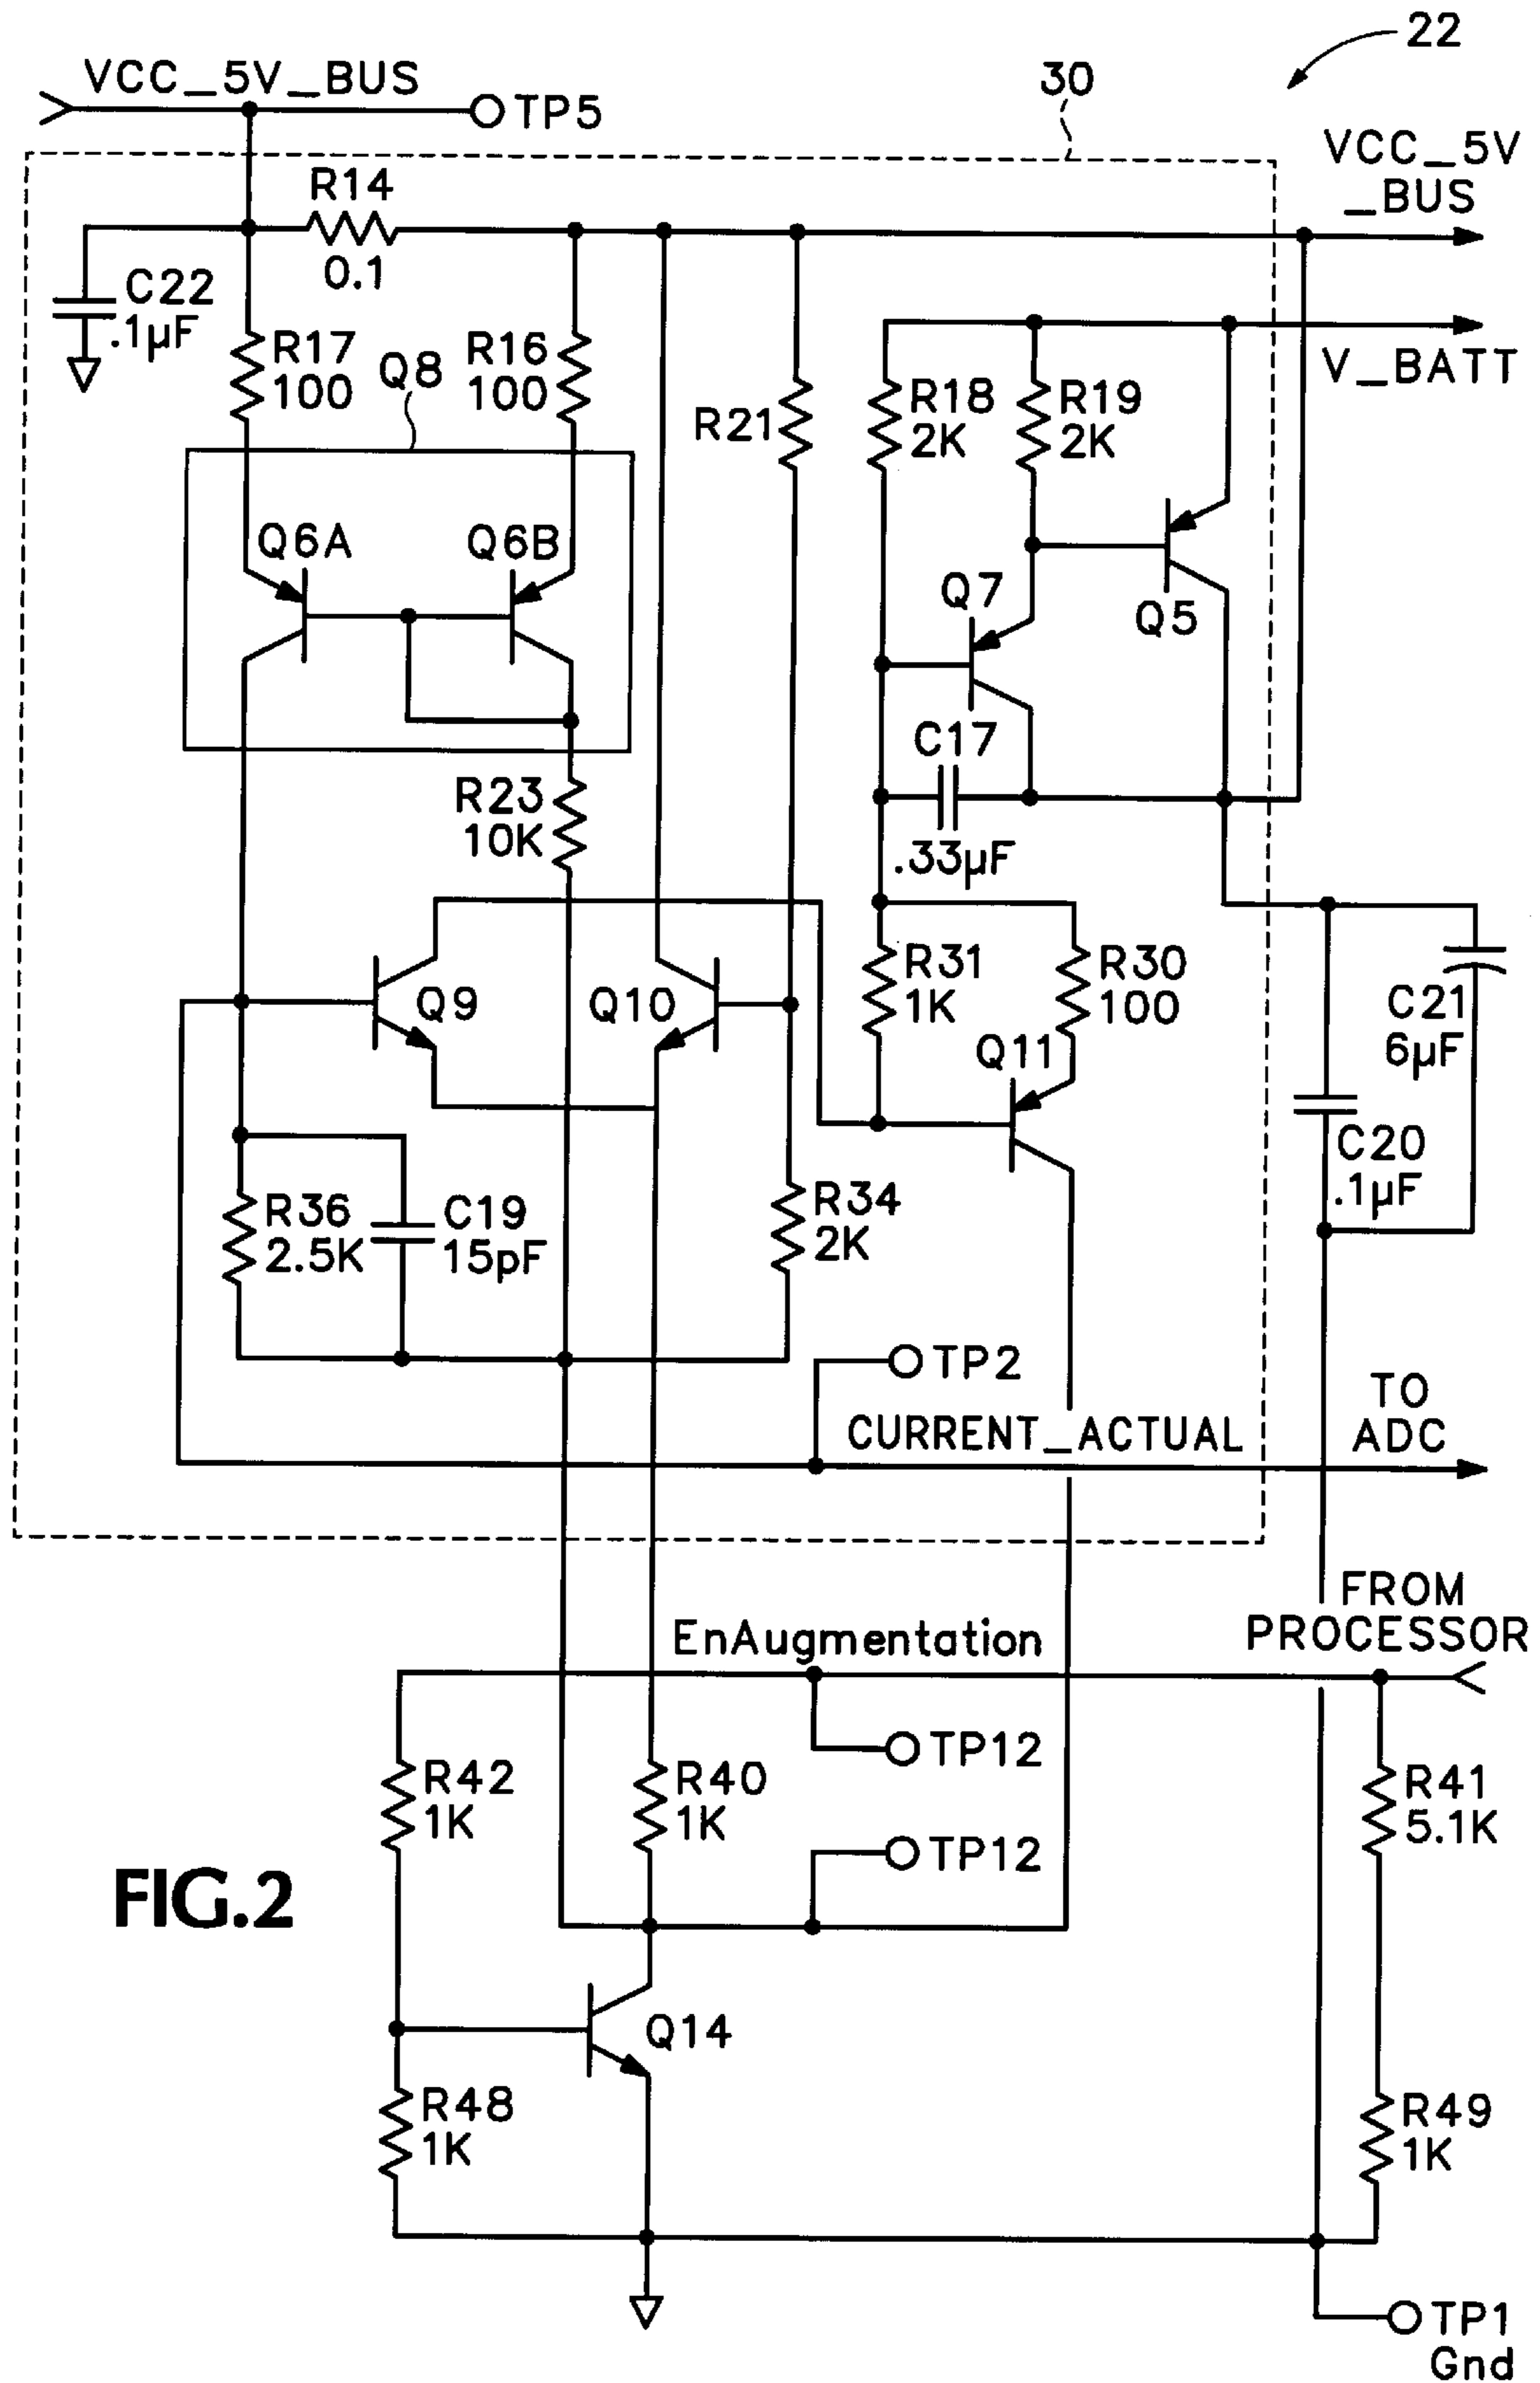 22
VCC_5V_BUS
TP5
30
VCC_5V
_BUS
R14
0.1
C22
.1µF
R17
100
Q8
R16
100
R21
R18
2K
R19
2K
V_BATT
Q6A
Q6B
Q7
Q5
C17
.33µF
R23
10K
Q9
Q10
R31
1K
R30
100
Q11
C21
6µF
C20
.1µF
R36
2.5K
C19
15pF
R34
2K
TP2
CURRENT_ACTUAL
TO
ADC
FROM
PROCESSOR
EnAugmentation
TP12
R42
1K
R40
1K
R41
5.1K
TP12
FIG.2
Q14
R48
1K
R49
1K
TP1
Gnd